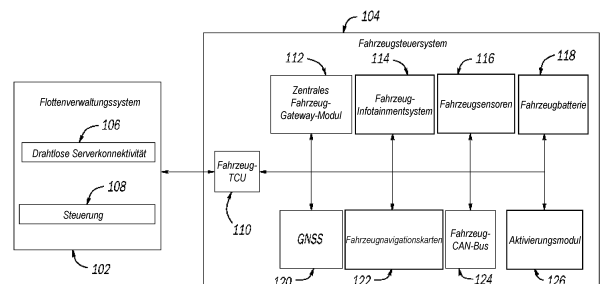 104
Fahrzeugsteuersystem
112
114
116
118
Flottenverwaltungssystem
Zentrales
Fahrzeug-
Gateway-Modul
Fahrzeug-
Infotainmentsystem
Fahrzeugsensoren
Fahrzeugbatterie
106
Drahtlose Serverkonnektivität
108
Steuerung
Fahrzeug-
TCU
110
102
GNSS
Fahrzeugnavigationskarten
Fahrzeug-
CAN-Bus
Aktivierungsmodul
120
122
124
126